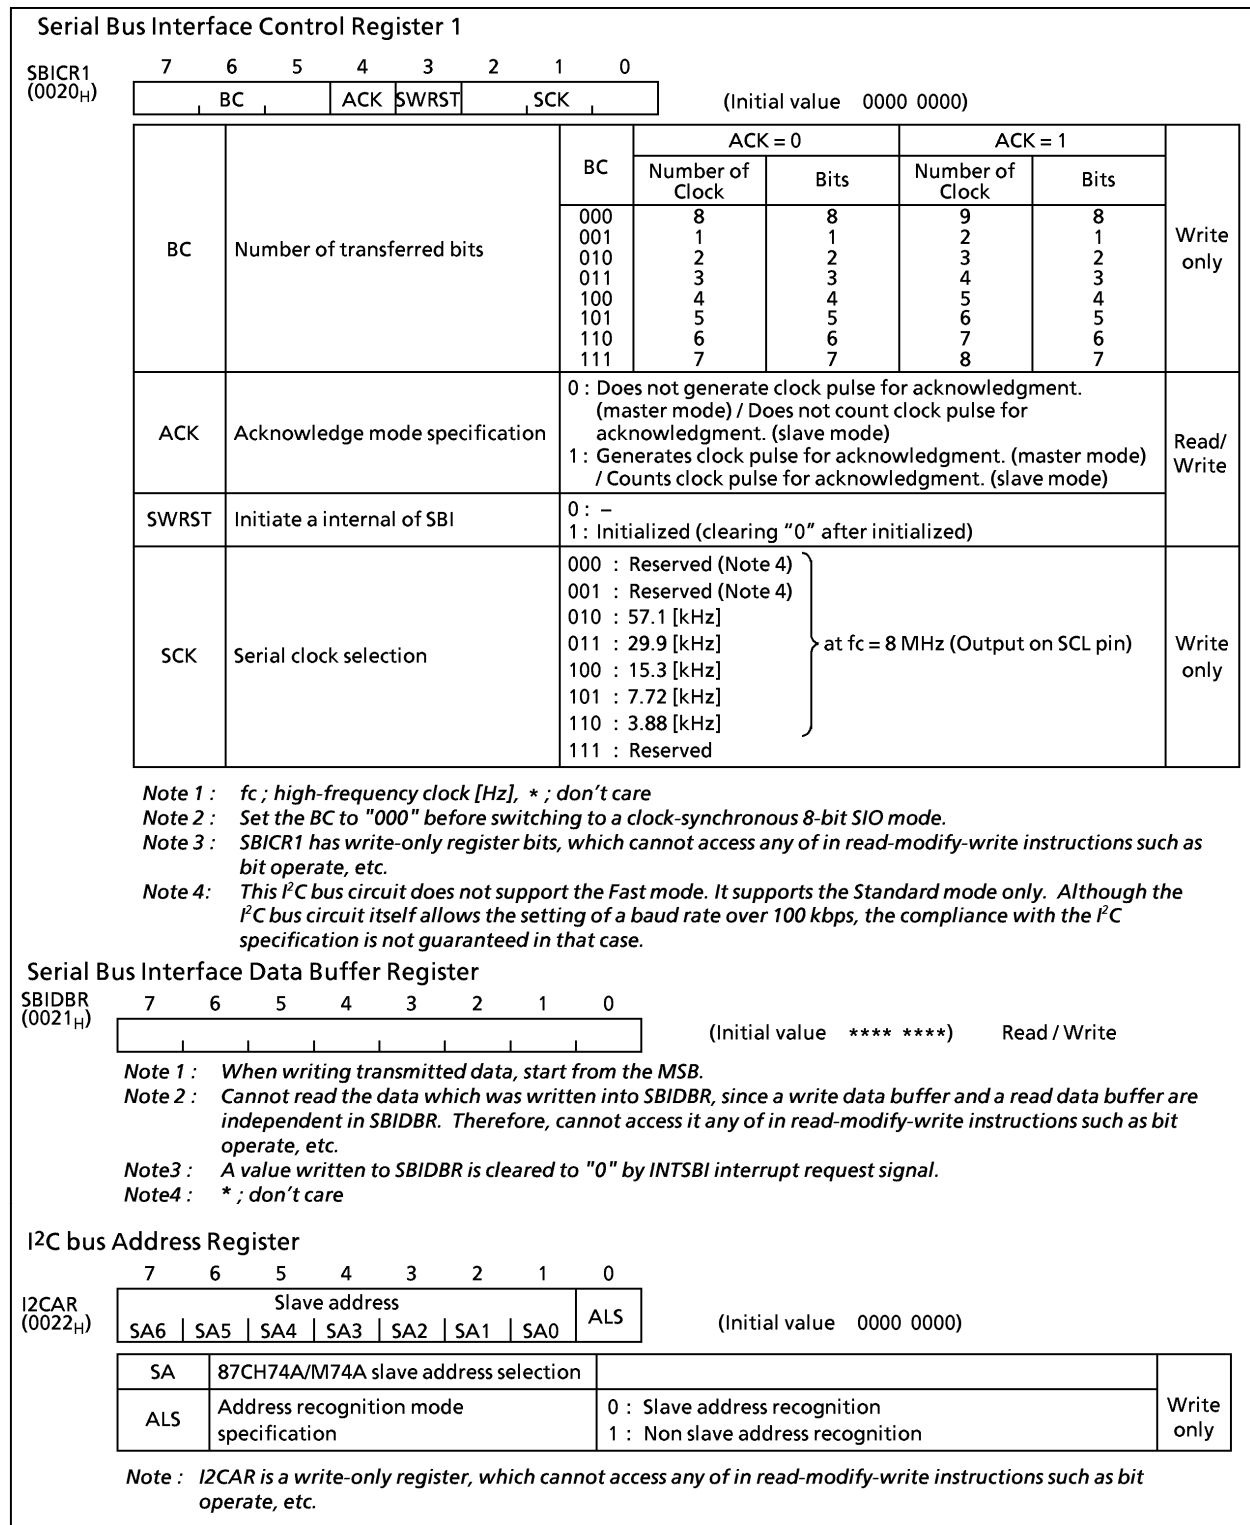 Serial Bus Interface Control Register 1
SBICR1
(0020H)
7 6 5 4 3 2 1 0
BC ACK SWRST SCK
(Initial value 0000 0000)
BC Number of transferred bits
BC ACK = 0 ACK = 1
Number of Clock Bits Number of Clock Bits
000 8 8 9 8
001 1 1 2 1
010 2 2 3 2
011 3 3 4 3
100 4 4 5 4
101 5 5 6 5
110 6 6 7 6
111 7 7 8 7
Write only
ACK Acknowledge mode specification
0 : Does not generate clock pulse for acknowledgment.
(master mode) / Does not count clock pulse for
acknowledgment. (slave mode)
1 : Generates clock pulse for acknowledgment. (master mode)
/ Counts clock pulse for acknowledgment. (slave mode)
Read/
Write
SWRST Initiate a internal of SBI
0 : –
1 : Initialized (clearing “0” after initialized)
SCK Serial clock selection
000 : Reserved (Note 4)
001 : Reserved (Note 4)
010 : 57.1 [kHz]
011 : 29.9 [kHz]
100 : 15.3 [kHz]
101 : 7.72 [kHz]
110 : 3.88 [kHz]
111 : Reserved
at fc = 8 MHz (Output on SCL pin)
Write
only
Note 1 : fc ; high-frequency clock [Hz], * ; don’t care
Note 2 : Set the BC to "000" before switching to a clock-synchronous 8-bit SIO mode.
Note 3 : SBICR1 has write-only register bits, which cannot access any of in read-modify-write instructions such as
bit operate, etc.
Note 4: This I²C bus circuit does not support the Fast mode. It supports the Standard mode only. Although the
I²C bus circuit itself allows the setting of a baud rate over 100 kbps, the compliance with the I²C
specification is not guaranteed in that case.
Serial Bus Interface Data Buffer Register
SBIDBR
(0021H)
7 6 5 4 3 2 1 0
(Initial value **** ****) Read / Write
Note 1 : When writing transmitted data, start from the MSB.
Note 2 : Cannot read the data which was written into SBIDBR, since a write data buffer and a read data buffer are
independent in SBIDBR. Therefore, cannot access it any of in read-modify-write instructions such as bit
operate, etc.
Note3 : A value written to SBIDBR is cleared to "0" by INTSBI interrupt request signal.
Note4 : * ; don’t care
I²C bus Address Register
7 6 5 4 3 2 1 0
I2CAR
(0022H)
Slave address
SA6 SA5 SA4 SA3 SA2 SA1 SA0 ALS
(Initial value 0000 0000)
SA 87CH74A/M74A slave address selection
ALS Address recognition mode
specification
0 : Slave address recognition
1 : Non slave address recognition
Write
only
Note : I2CAR is a write-only register, which cannot access any of in read-modify-write instructions such as bit
operate, etc.